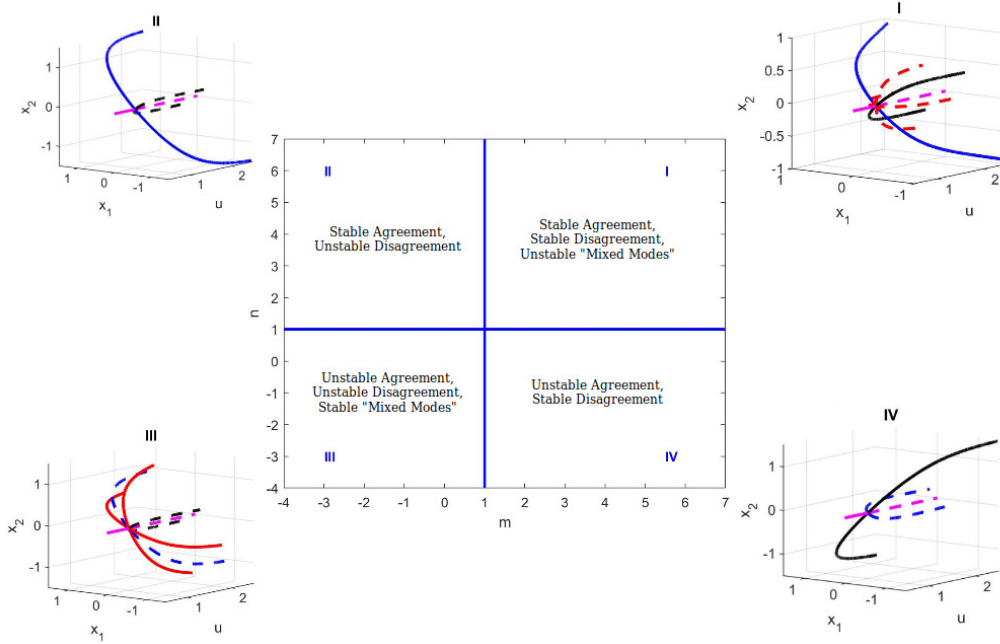 II
1
0
-1
x2
1
0
-1
x1
1
2
u
I
1
0.5
0
-0.5
-1
x2
1
0
-1
x1
1
2
u
7
6
5
4
3
2
1
0
-1
-2
-3
-4
n
II
I
Stable Agreement,
Unstable Disagreement
Stable Agreement,
Stable Disagreement,
Unstable "Mixed Modes"
Unstable Agreement,
Unstable Disagreement,
Stable "Mixed Modes"
Unstable Agreement,
Stable Disagreement
III
IV
-4 -3 -2 -1 0 1 2 3 4 5 6 7
m
III
1
0
-1
x2
1
0
-1
x1
1
2
u
IV
1
0
-1
x2
1
0
-1
x1
1
2
u